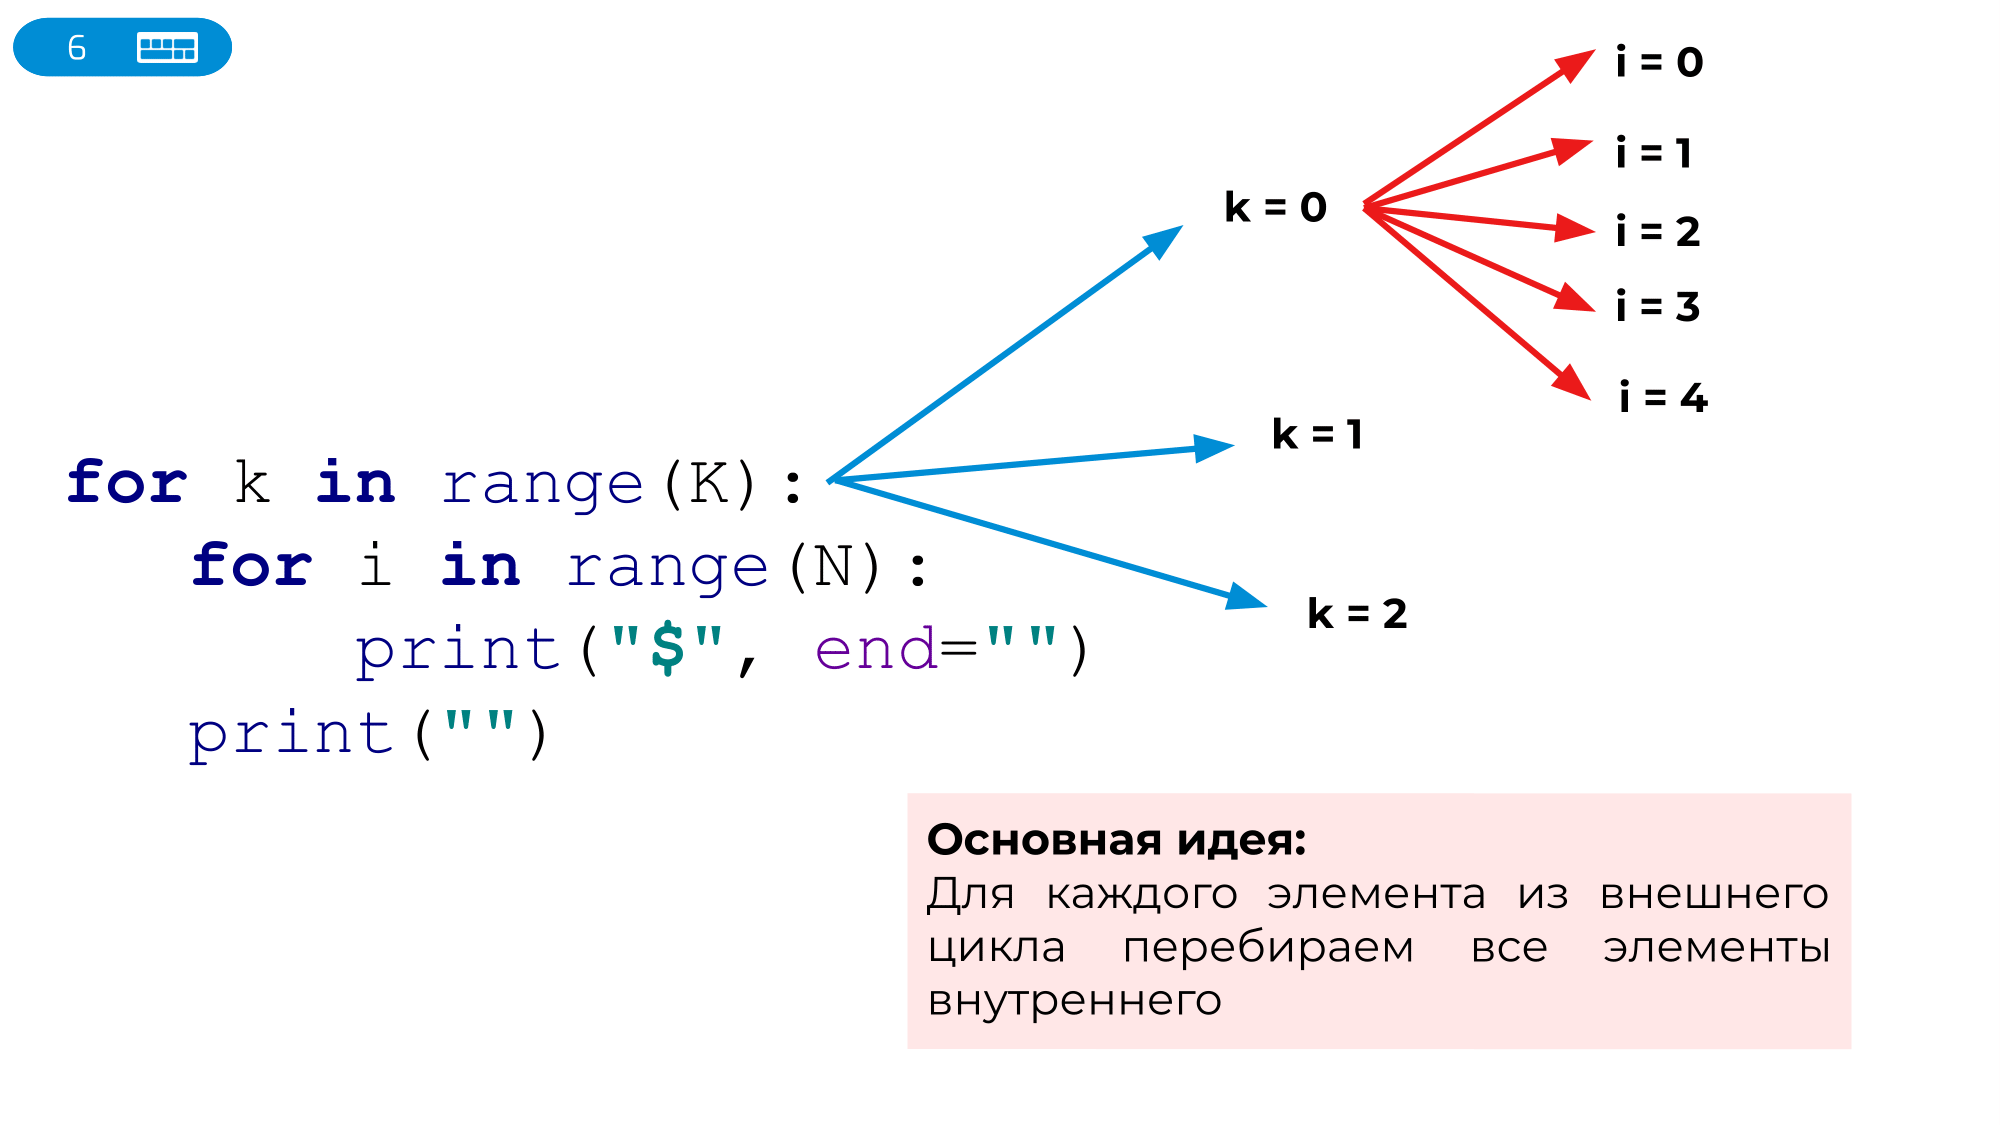 6
i = 0
i = 1
k = 0
i = 2
i = 3
i = 4
k = 1
for k in range(K):
for i in range(N):
k = 2
print("$", end="")
print("")
Основная идея:
Для каждого элемента из внешнего
цикла перебираем все элементы
внутреннего